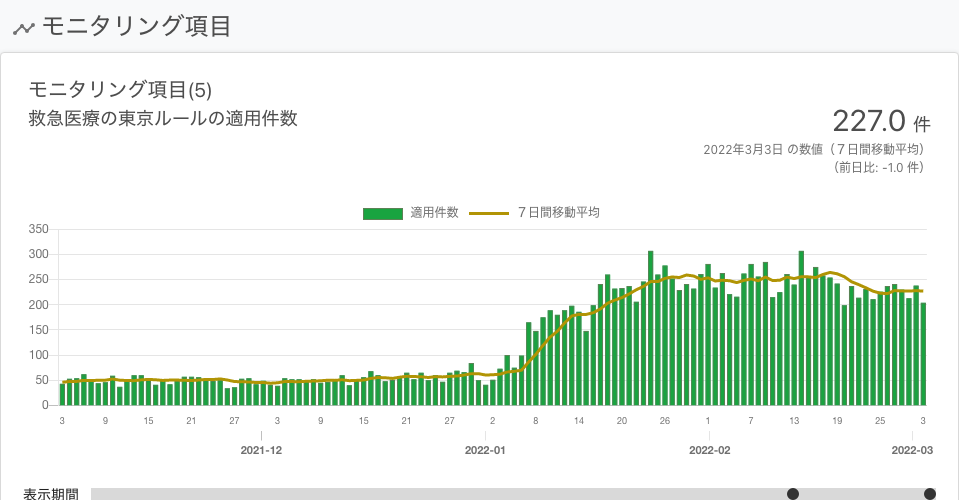 モニタリング項目
モニタリング項目(5)
救急医療の東京ルールの適用件数
227.0 件
2022年3月3日 の数値（７日間移動平均）
（前日比: -1.0 件）
適用件数 ７日間移動平均
350
300
250
200
150
100
50
0
3 9 15 21 27 3 9 15 21 27 2 8 14 20 26 1 7 13 19 25 3
2021-12 2022-01 2022-02 2022-03
表示期間